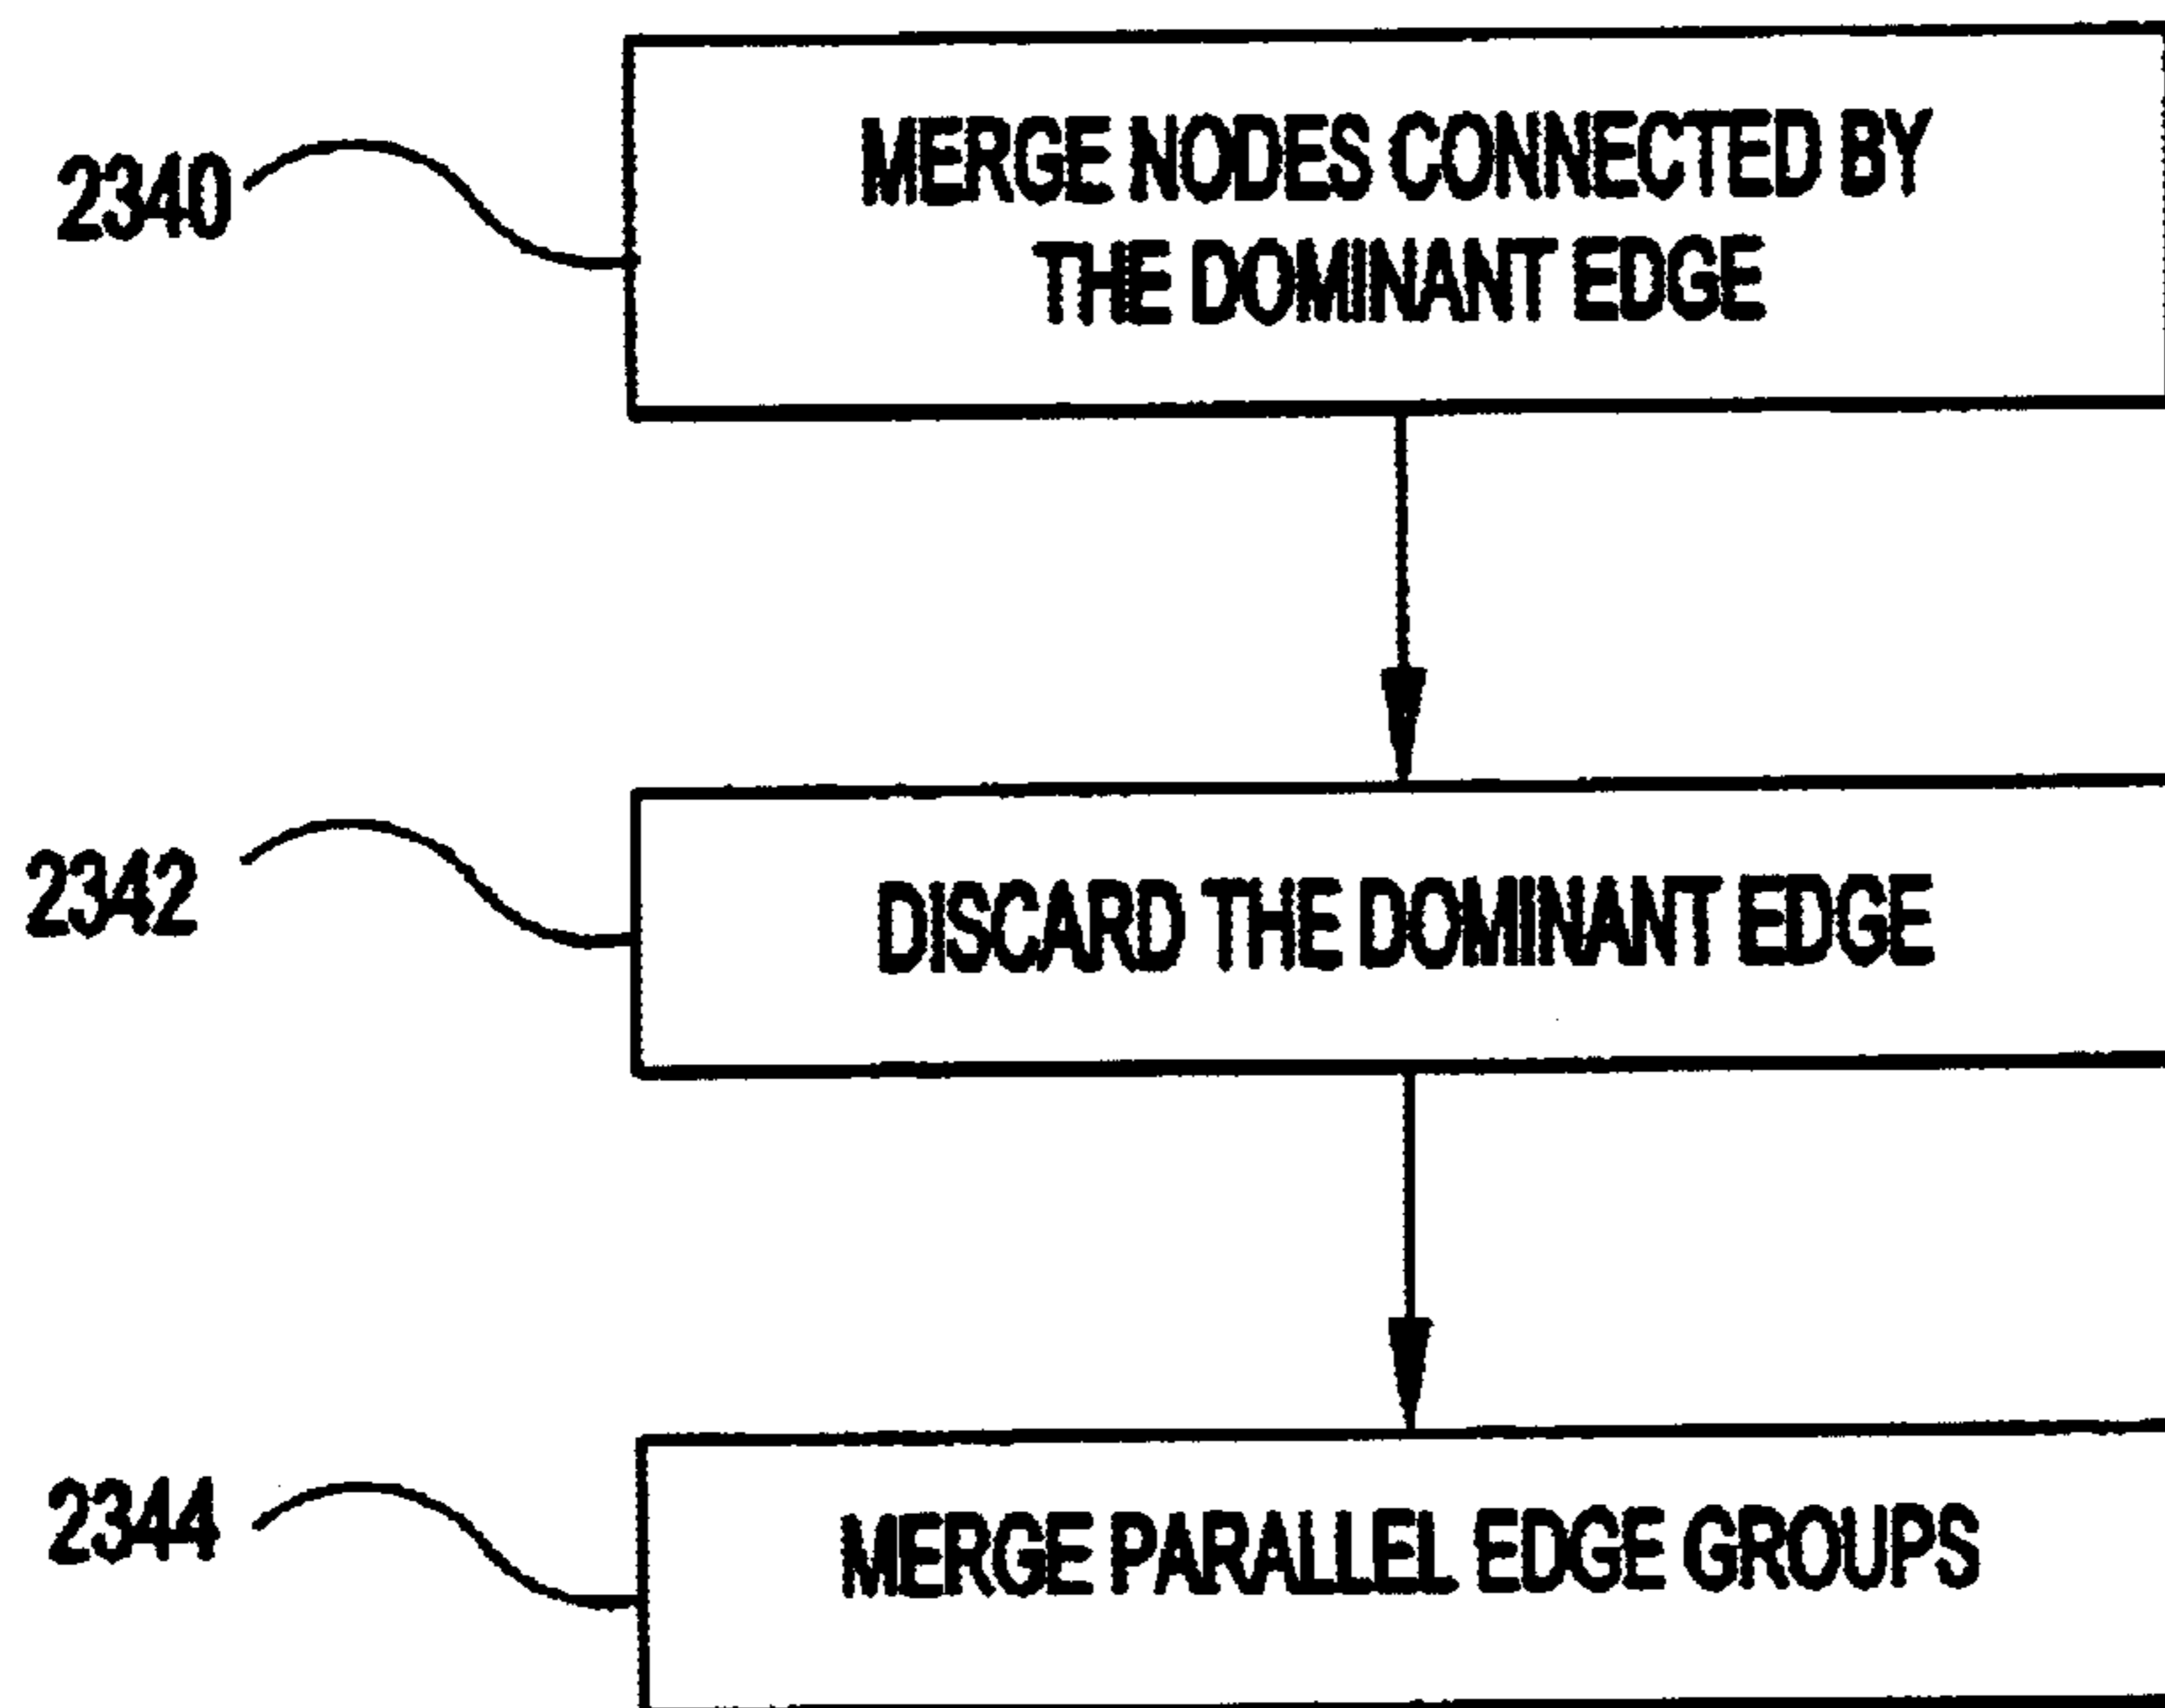 2340
MERGE NODES CONNECTED BY
THE DOMINANT EDGE
2342
DISCARD THE DOMINANT EDGE
2344
MERGE PARALLEL EDGE GROUPS